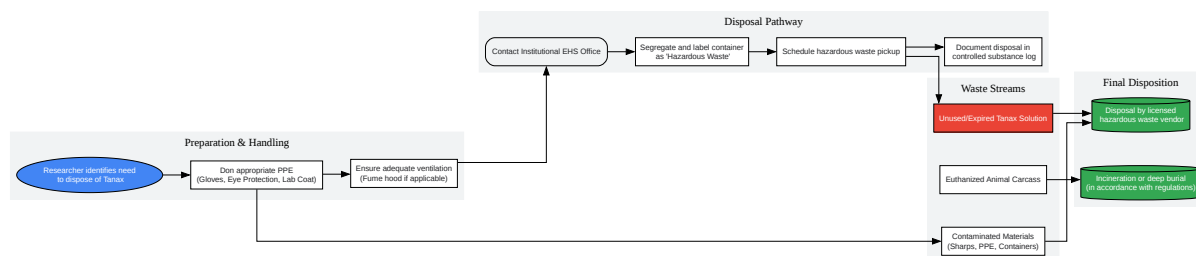 Disposal Pathway
Contact Institutional EHS Office
Segregate and label container
as 'Hazardous Waste'
Schedule hazardous waste pickup
Document disposal in
controlled substance log
Waste Streams
Final Disposition
Unused/Expired Tanax Solution
Disposal by licensed
hazardous waste vendor
Preparation & Handling
Researcher identifies need
to dispose of Tanax
Don appropriate PPE
(Gloves, Eye Protection, Lab Coat)
Ensure adequate ventilation
(Fume hood if applicable)
Euthanized Animal Carcass
Incineration or deep burial
(in accordance with regulations)
Contaminated Materials
(Sharps, PPE, Containers)